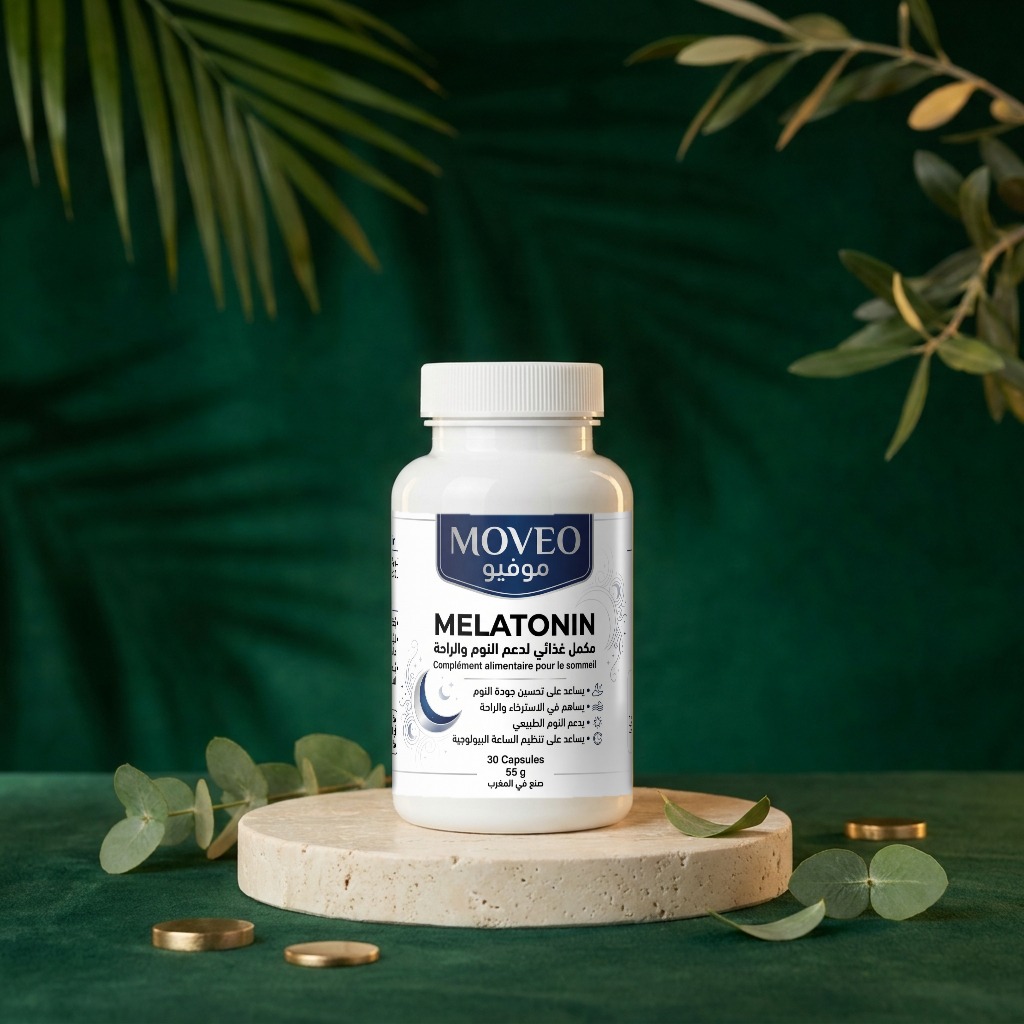 MOVEO
موفيو
MELATONIN
مكمل غذائي لدعم النوم والراحة
Complément alimentaire pour le sommeil
• يساعد على تحسين جودة النوم
• يساهم في الاسترخاء والراحة
• يدعم النوم الطبيعي
• يساعد على تنظيم الساعة البيولوجية
30 Capsules
55 g
صنع في المغرب